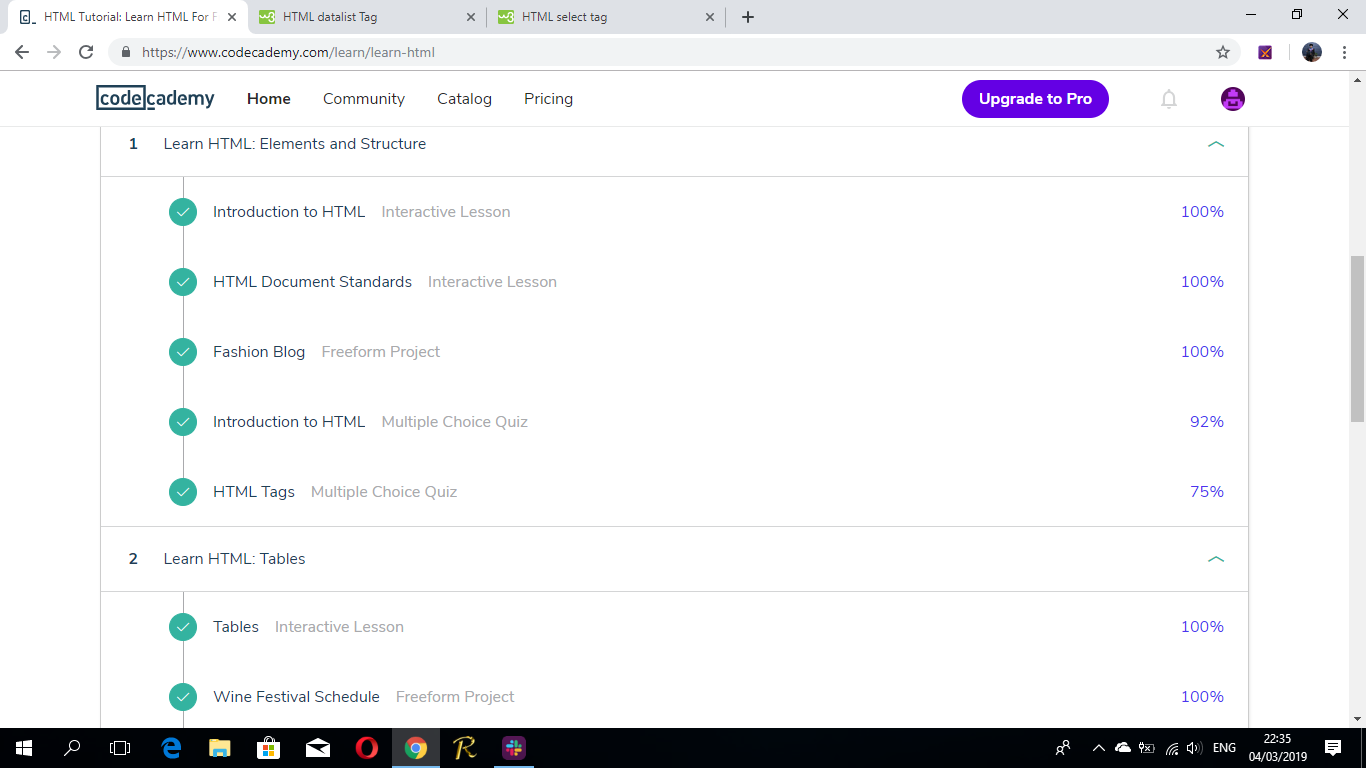 HTML Tutorial: Learn HTML For F
HTML datalist Tag
HTML select tag
https://www.codecademy.com/learn/learn-html
codecademy
Home
Community
Catalog
Pricing
Upgrade to Pro
1 Learn HTML: Elements and Structure
Introduction to HTML Interactive Lesson 100%
HTML Document Standards Interactive Lesson 100%
Fashion Blog Freeform Project 100%
Introduction to HTML Multiple Choice Quiz 92%
HTML Tags Multiple Choice Quiz 75%
2 Learn HTML: Tables
Tables Interactive Lesson 100%
Wine Festival Schedule Freeform Project 100%
ENG
22:35
04/03/2019